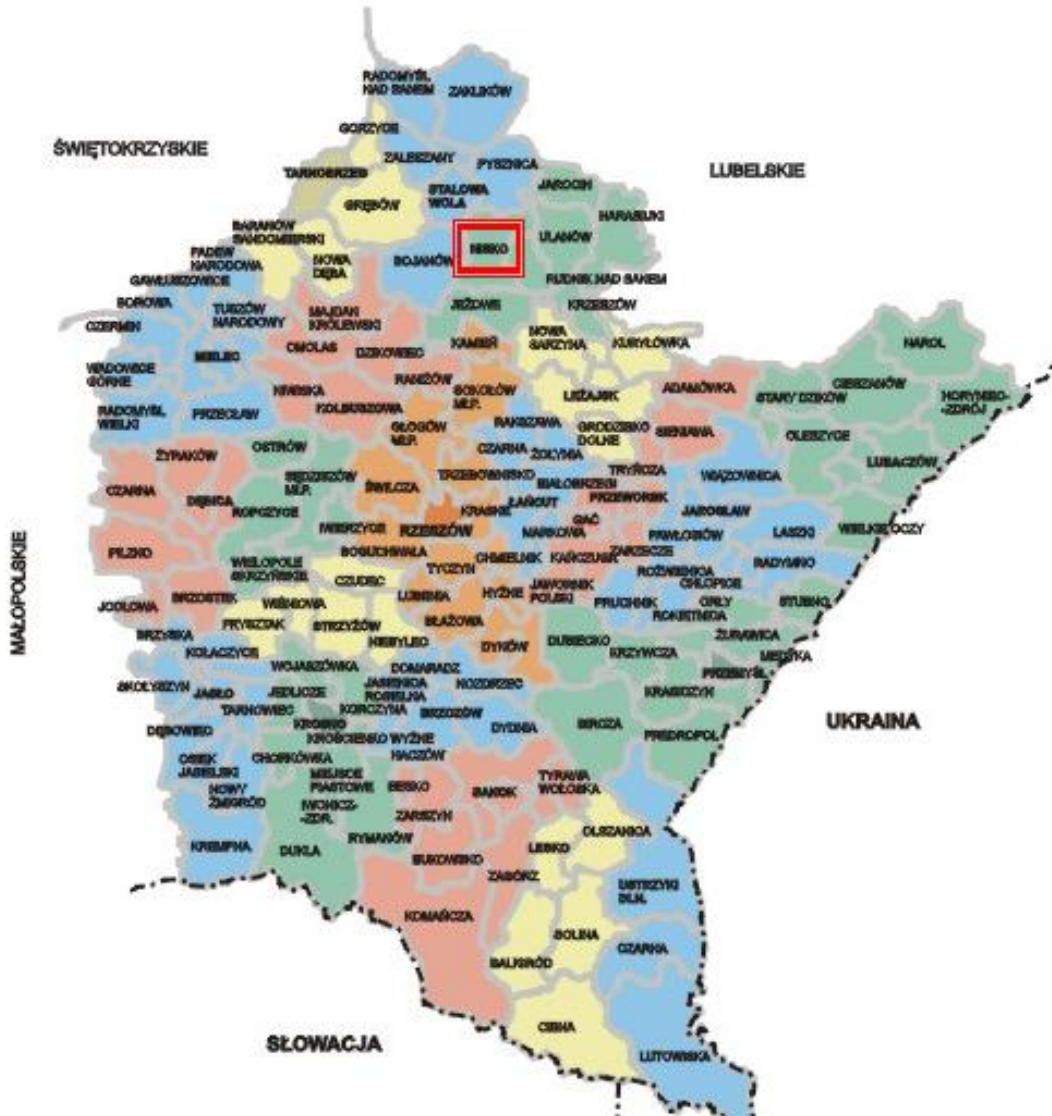 RADOMYŚL
NAD SANEM
ZAKLIKÓW
GORZYCE
ŚWIĘTOKRZYSKIE
ZALESZANY
PYSZNICA
LUBELSKIE
TARNOBRZEG
JAROCIN
STALOWA
WOLA
GRĘBÓW
HARASIUKI
BARANÓW
SANDOMIERSKI
ULANÓW
NISKO
PADEW
NARODOWA
NOWA
DĘBA
BOJANÓW
GAWŁUSZOWICE
RUDNIK NAD SANEM
BOROWA
TUSZÓW
NARODOWY
MAJDAN
KRÓLEWSKI
JEŻOWE
KRZESZÓW
CZERMIN
NOWA
SARZYNA
KURYŁÓWKA
KAMIEŃ
NAROL
CMOLAS
DZIKOWIEC
MIELEC
WADOWICE
GÓRNE
RANIŻÓW
SOKOŁÓW
MŁP.
LEŻAJSK
ADAMÓWKA
STARY DZIKÓW
CIESZANÓW
HORYNIEC
-ZDRÓJ
NIWISKA
KOLBUSZOWA
RADOMYŚL
WIELKI
PRZECŁAW
RAKSZAWA
GRODZISKO
DOLNE
SIENIAWA
OLESZYCE
GŁOGÓW
MŁP.
OSTRÓW
CZARNA
ŻOŁYNIA
ŻYRAKÓW
LUBACZÓW
SĘDZISZÓW
MŁP.
TRZEBOWNISKO
TRYŃCZA
WIĄZOWNICA
CZARNA
DĘBICA
ŚWILCZA
BIAŁOBRZEGI
PRZEWORSK
ROPCZYCE
KRASNE
ŁAŃCUT
JAROSŁAW
GAĆ
IWIERZYCE
RZESZÓW
MARKOWA
PAWŁOSIÓW
LASZKI
WIELKIE OCZY
PILZNO
BOGUCHWAŁA
CHMIELNIK
KAŃCZUGA
ZARZECZE
RADYMNO
WIELOPOLE
SKRZYŃSKIE
CZUDEC
TYCZYN
ROŹWIENICA
CHŁOPICE
MAŁOPOLSKIE
JODŁOWA
BRZOSTEK
LUBENIA
HYŻNE
JAWORNIK
POLSKI
PRUCHNIK
ORŁY
STUBNO
WIŚNIOWA
ROKIETNICA
FRYSZTAK
STRZYŻÓW
BŁAŻOWA
ŻURAWICA
BRZYSKA
NIEBYLEC
DYNÓW
DUBIECKO
KRZYWCZA
MEDYKA
KOŁACZYCE
WOJASZÓWKA
DOMARADZ
PRZEMYŚL
SKOŁYSZYN
JASŁO
JEDLICZE
JASIENICA
ROSIELNA
NOZDRZEC
KRASICZYN
TARNOWIEC
KORCZYNA
BRZOZÓW
DĘBOWIEC
KROSNO
DYDNIA
BIRCZA
UKRAINA
KROŚCIENKO WYŻNE
FREDROPOL
HACZÓW
OSIEK
JASIELSKI
CHORKÓWKA
MIEJSCE
PIASTOWE
BESKO
TYRAWA
WOŁOSKA
NOWY
ŻMIGRÓD
IWONICZ-
-ZDR.
SANOK
ZARSZYN
OLSZANICA
KREMPNA
DUKLA
RYMANÓW
LESKO
BUKOWSKO
ZAGÓRZ
USTRZYKI
DLN.
KOMAŃCZA
SOLINA
CZARNA
BALIGRÓD
CISNA
SŁOWACJA
LUTOWISKA